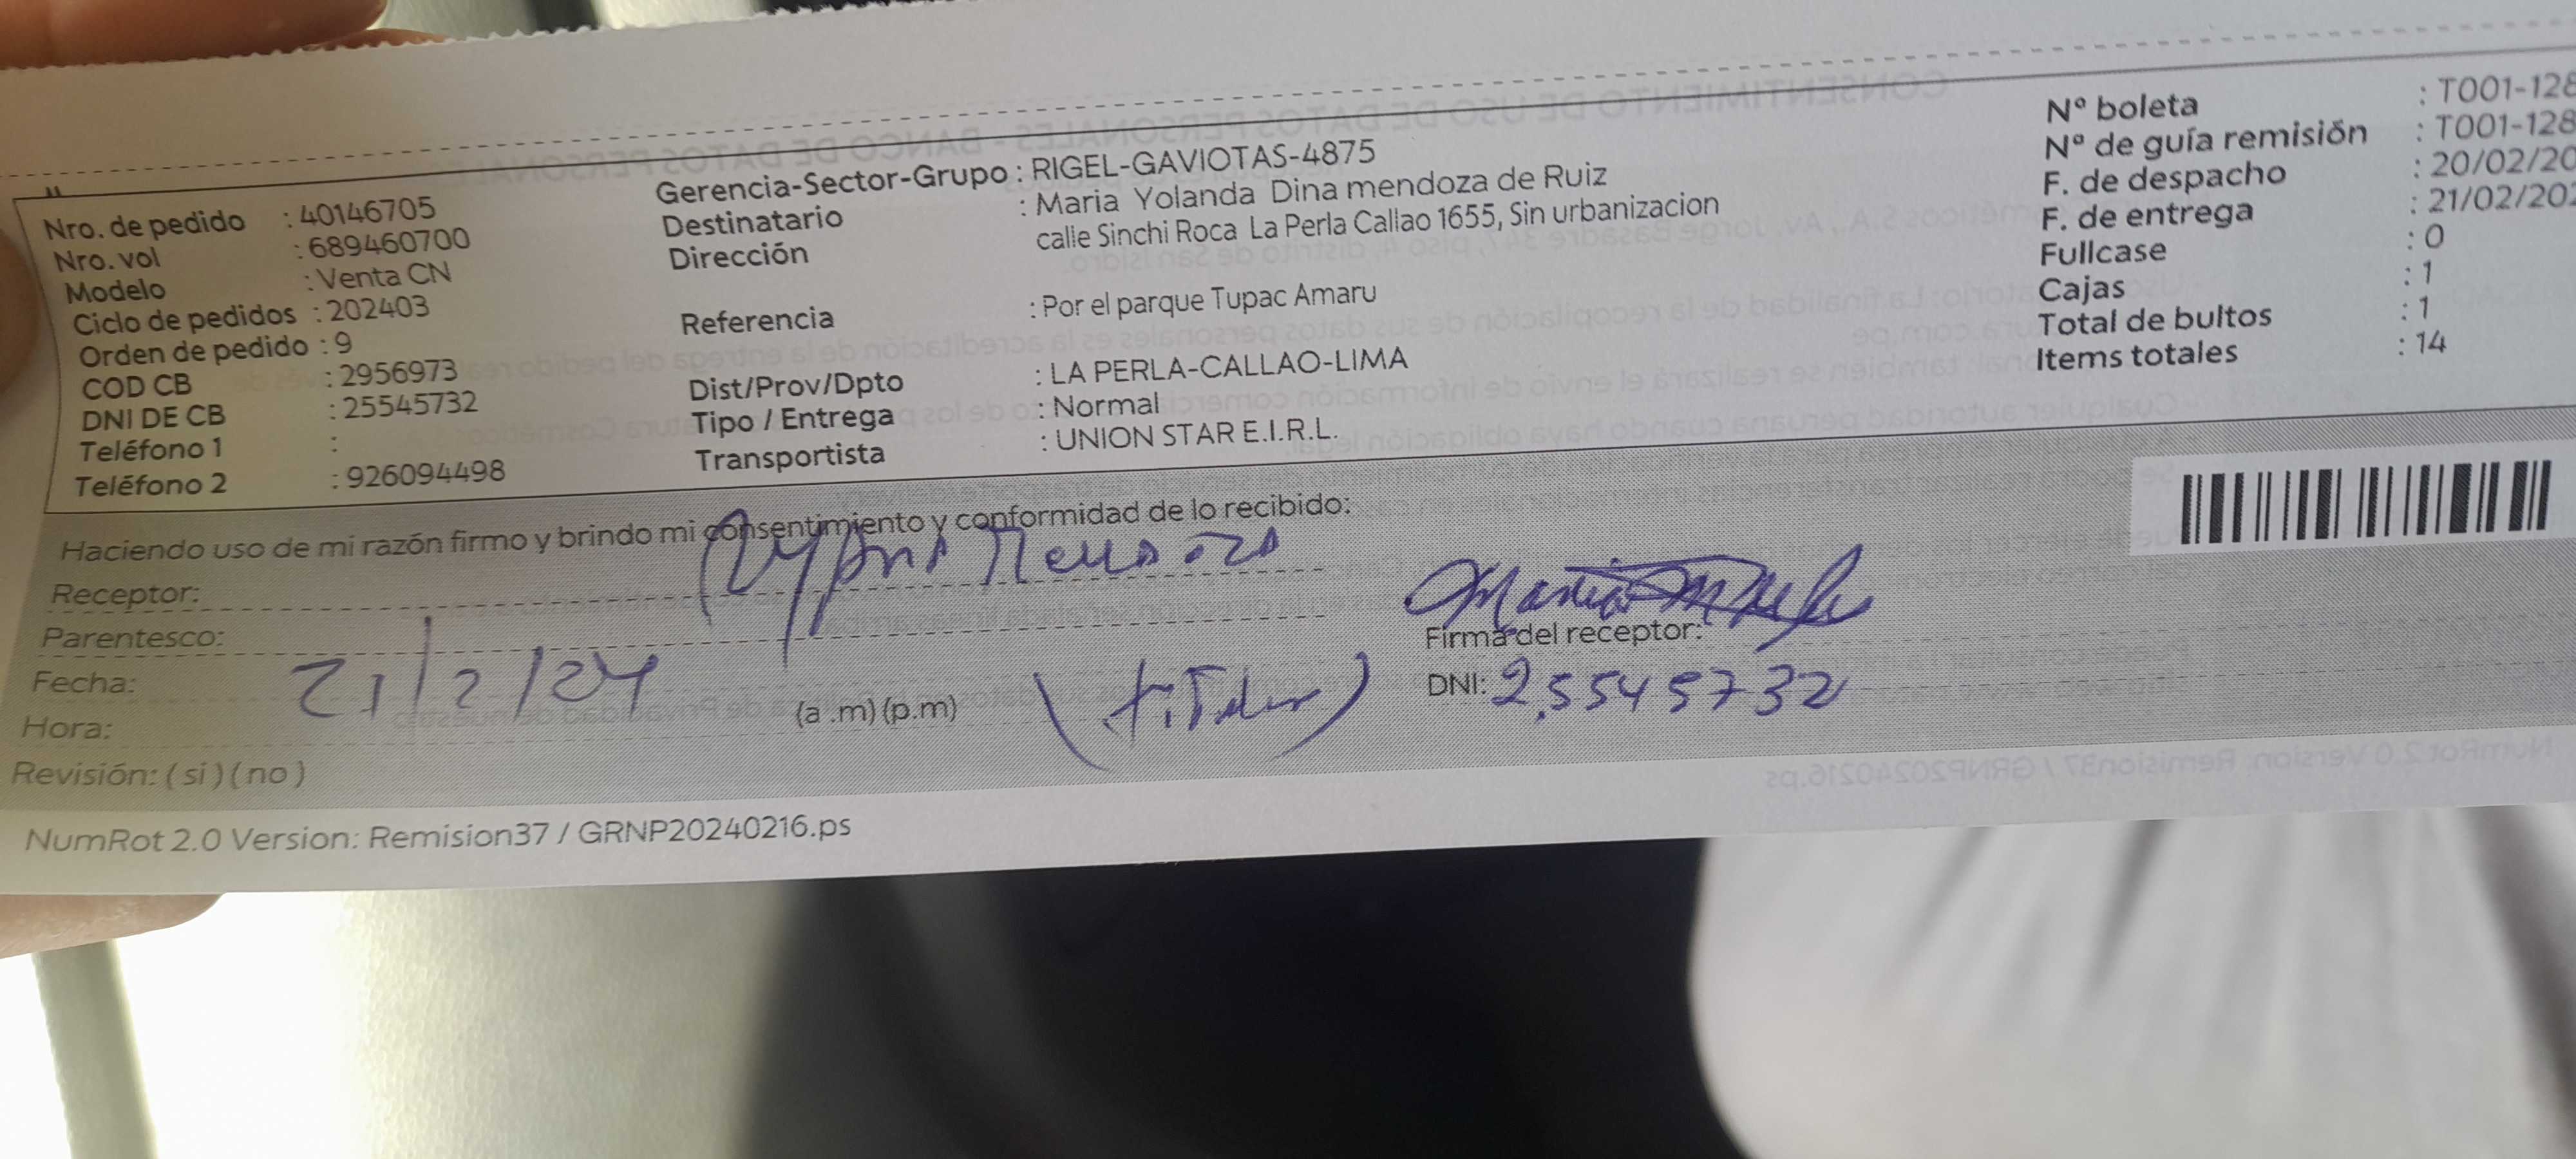 Nro. de pedido : 40146705
Nro. vol : 689460700
Modelo : Venta CN
Ciclo de pedidos : 202403
Orden de pedido : 9
COD CB : 2956973
DNI DE CB : 25545732
Teléfono 1 :
Teléfono 2 : 926094498
Gerencia-Sector-Grupo : RIGEL-GAVIOTAS-4875
Destinatario : Maria Yolanda Dina mendoza de Ruiz
Dirección calle Sinchi Roca La Perla Callao 1655, Sin urbanizacion
Referencia : Por el parque Tupac Amaru
Dist/Prov/Dpto : LA PERLA-CALLAO-LIMA
Tipo / Entrega : Normal
Transportista : UNION STAR E.I.R.L.
Nº boleta : T001-128
Nº de guía remisión : T001-128
F. de despacho : 20/02/20
F. de entrega : 21/02/202
Fullcase : 0
Cajas : 1
Total de bultos : 1
Items totales : 14
Haciendo uso de mi razón firmo y brindo mi consentimiento y conformidad de lo recibido:
Receptor:
Parentesco:
Fecha: 21/2/24
Hora: (a .m) (p.m)
(titular)
Revisión: ( si ) ( no )
Firma del receptor:
DNI: 25545732
NumRot 2.0 Version: Remision37 / GRNP20240216.ps